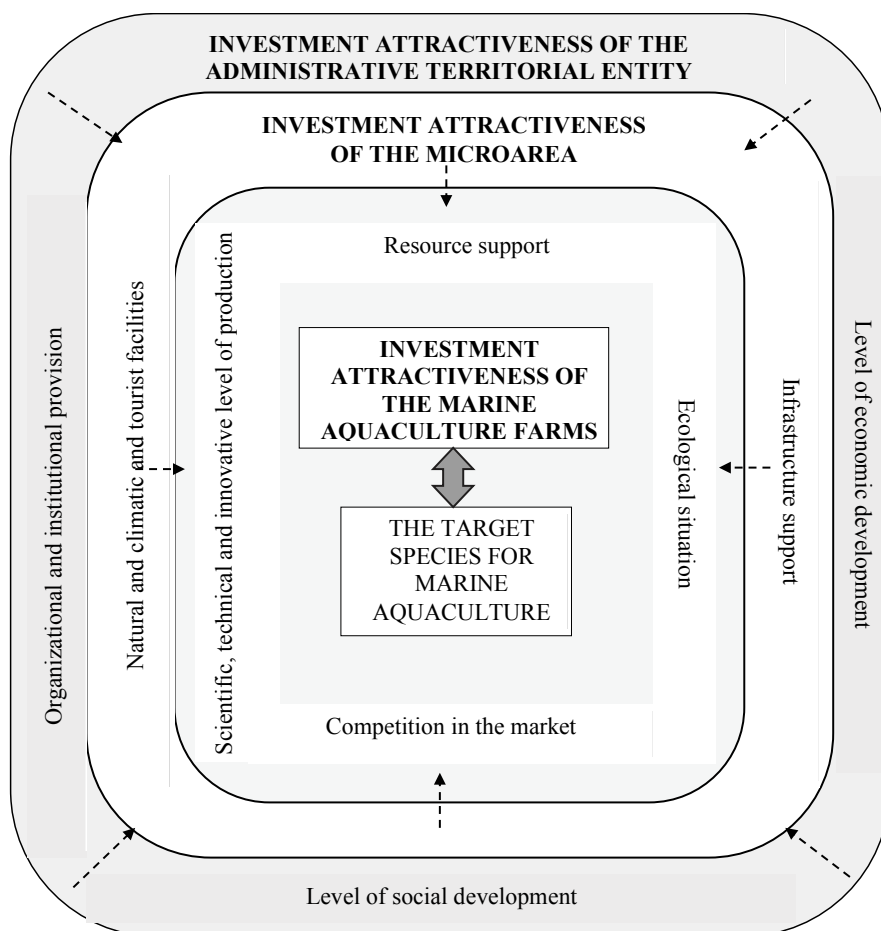 INVESTMENT ATTRACTIVENESS OF THE
ADMINISTRATIVE TERRITORIAL ENTITY
INVESTMENT ATTRACTIVENESS
OF THE MICROAREA
Organizational and institutional provision
Natural and climatic and tourist facilities
Scientific, technical and innovative level of production
Resource support
INVESTMENT
ATTRACTIVENESS OF
THE MARINE
AQUACULTURE FARMS
THE TARGET
SPECIES FOR
MARINE
AQUACULTURE
Competition in the market
Ecological situation
Infrastructure support
Level of economic development
Level of social development